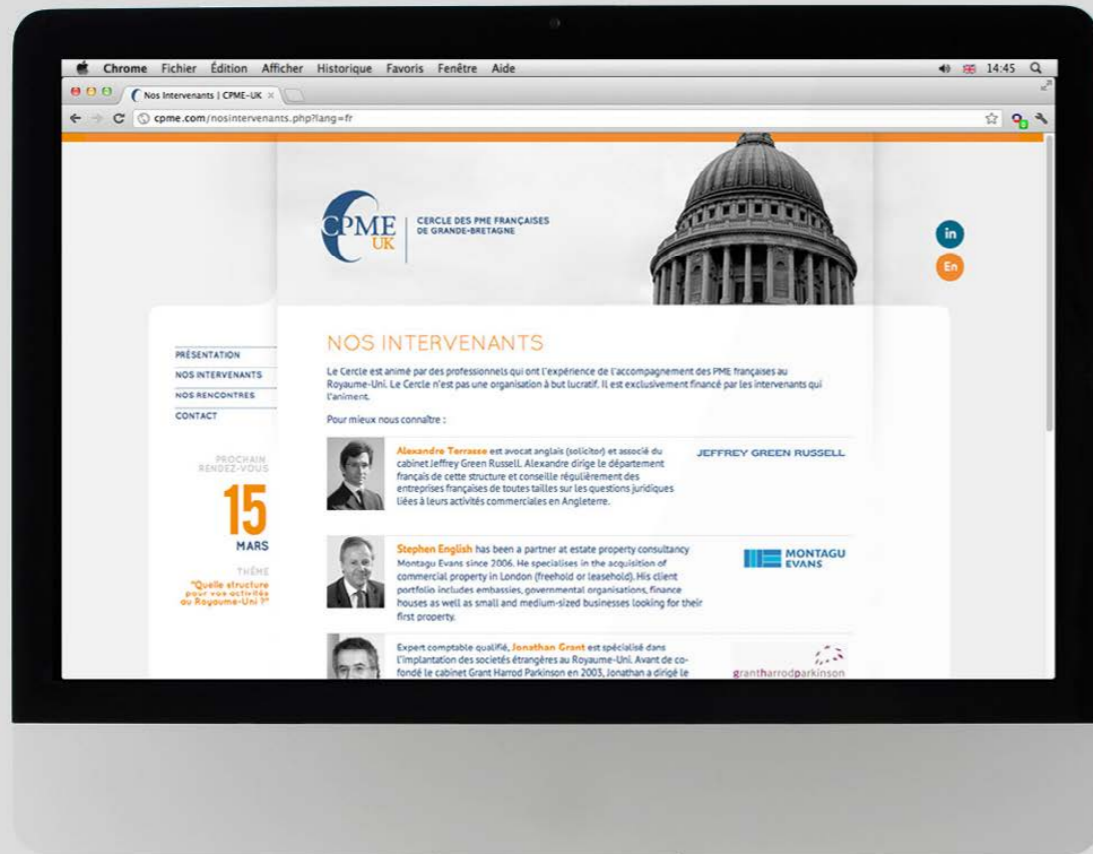 Chrome Fichier Édition Afficher Historique Favoris Fenêtre Aide 14:45
Nos Intervenants | CPME-UK
cpme.com/nosintervenants.php?lang=fr
CPME
UK
CERCLE DES PME FRANÇAISES
DE GRANDE-BRETAGNE
in
En
PRÉSENTATION
NOS INTERVENANTS
NOS RENCONTRES
CONTACT
PROCHAIN
RENDEZ-VOUS
15
MARS
THÈME
"Quelle structure
pour vos activités
au Royaume-Uni ?"
NOS INTERVENANTS
Le Cercle est animé par des professionnels qui ont l'expérience de l'accompagnement des PME françaises au
Royaume-Uni. Le Cercle n'est pas une organisation à but lucratif. Il est exclusivement financé par les intervenants qui
l'animent.
Pour mieux nous connaître :
Alexandre Terrasse est avocat anglais (solicitor) et associé du
cabinet Jeffrey Green Russell. Alexandre dirige le département
français de cette structure et conseille régulièrement des
entreprises françaises de toutes tailles sur les questions juridiques
liées à leurs activités commerciales en Angleterre.
JEFFREY GREEN RUSSELL
Stephen English has been a partner at estate property consultancy
Montagu Evans since 2006. He specialises in the acquisition of
commercial property in London (freehold or leasehold). His client
portfolio includes embassies, governmental organisations, finance
houses as well as small and medium-sized businesses looking for their
first property.
MONTAGU
EVANS
Expert comptable qualifié, Jonathan Grant est spécialisé dans
l'implantation des societés étrangères au Royaume-Uni. Avant de co-
fondé le cabinet Grant Harrod Parkinson en 2003, Jonathan a dirigé le
grantharrodparkinson